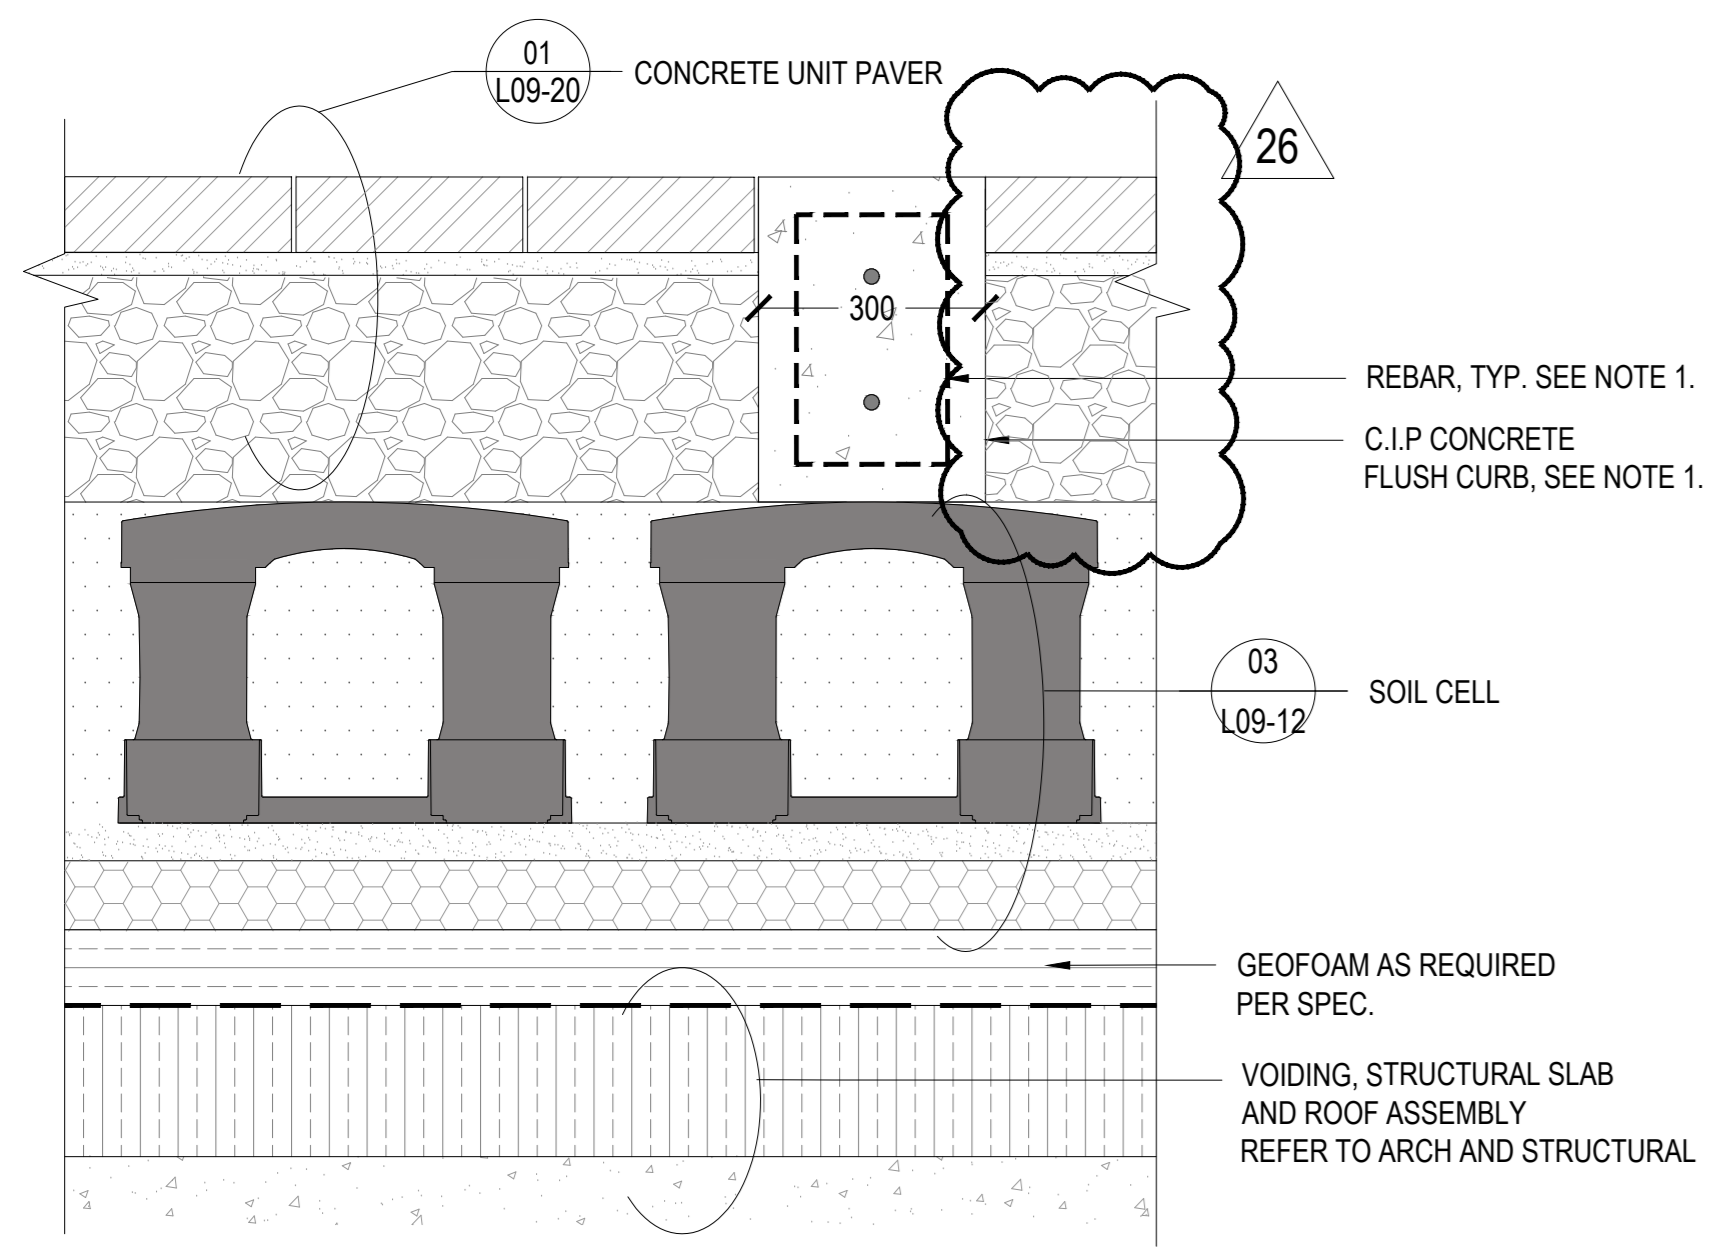 01
L09-20
CONCRETE UNIT PAVER
26
300
REBAR, TYP. SEE NOTE 1.
C.I.P CONCRETE
FLUSH CURB, SEE NOTE 1.
03
L09-12
SOIL CELL
GEOFOAM AS REQUIRED
PER SPEC.
VOIDING, STRUCTURAL SLAB
AND ROOF ASSEMBLY
REFER TO ARCH AND STRUCTURAL